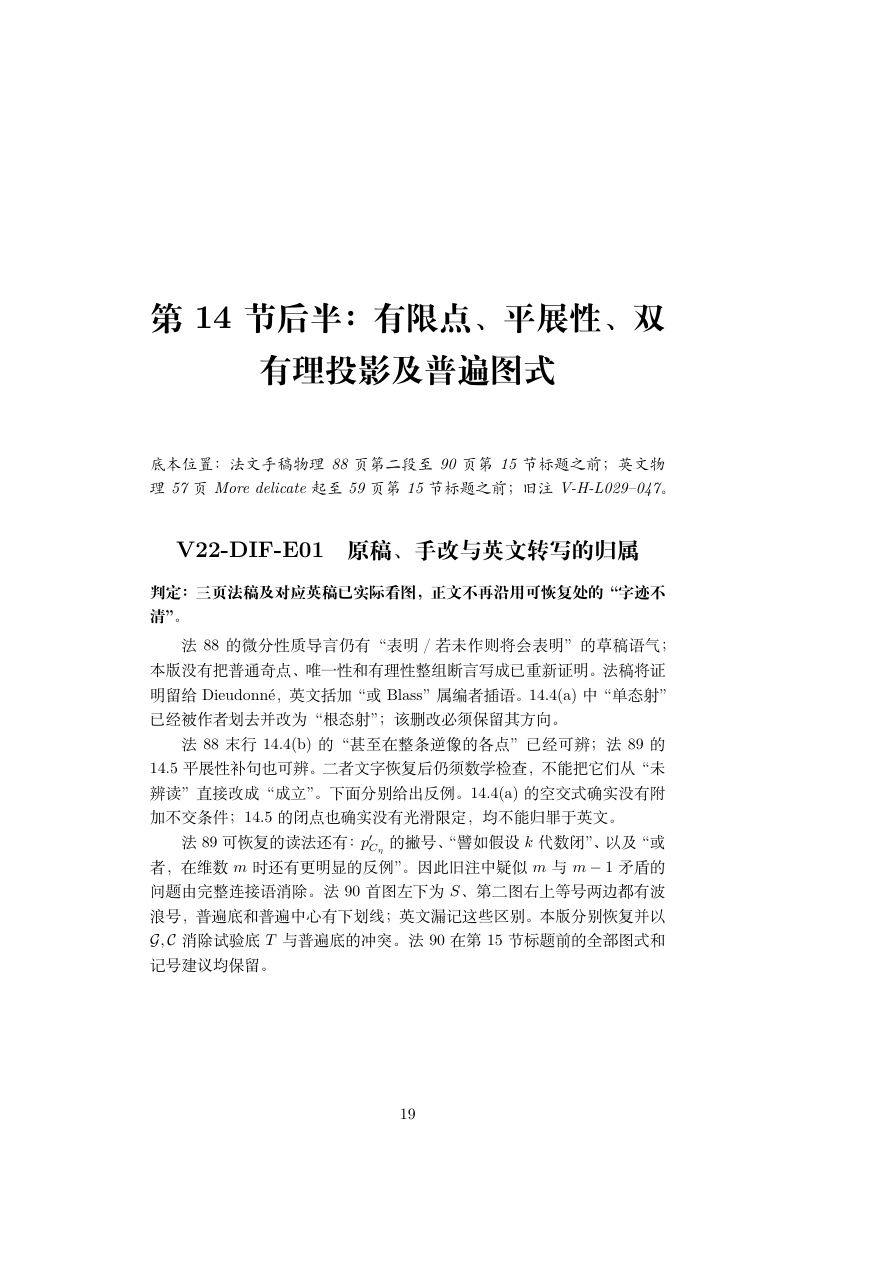 第 14 节后半：有限点、平展性、双
有理投影及普遍图式
底本位置：法文手稿物理 88 页第二段至 90 页第 15 节标题之前；英文物
理 57 页 More delicate 起至 59 页第 15 节标题之前；旧注 V-H-L029–047。
V22-DIF-E01 原稿、手改与英文转写的归属
判定：三页法稿及对应英稿已实际看图，正文不再沿用可恢复处的“字迹不
清”。
法 88 的微分性质导言仍有“表明 / 若未作则将会表明”的草稿语气；
本版没有把普通奇点、唯一性和有理性整组断言写成已重新证明。法稿将证
明留给 Dieudonné，英文括加“或 Blass”属编者插语。14.4(a) 中“单态射”
已经被作者划去并改为“根态射”；该删改必须保留其方向。
法 88 末行 14.4(b) 的“甚至在整条逆像的各点”已经可辨；法 89 的
14.5 平展性补句也可辨。二者文字恢复后仍须数学检查，不能把它们从“未
辨读”直接改成“成立”。下面分别给出反例。14.4(a) 的空交式确实没有附
加不交条件；14.5 的闭点也确实没有光滑限定，均不能归罪于英文。
法 89 可恢复的读法还有：$p'_{C_\eta}$ 的撇号、“譬如假设 k 代数闭”、以及“或
者，在维数 m 时还有更明显的反例”。因此旧注中疑似 m 与 m − 1 矛盾的
问题由完整连接语消除。法 90 首图左下为 S、第二图右上等号两边都有波
浪号，普遍底和普遍中心有下划线；英文漏记这些区别。本版分别恢复并以
𝒢,𝒞 消除试验底 T 与普遍底的冲突。法 90 在第 15 节标题前的全部图式和
记号建议均保留。
19